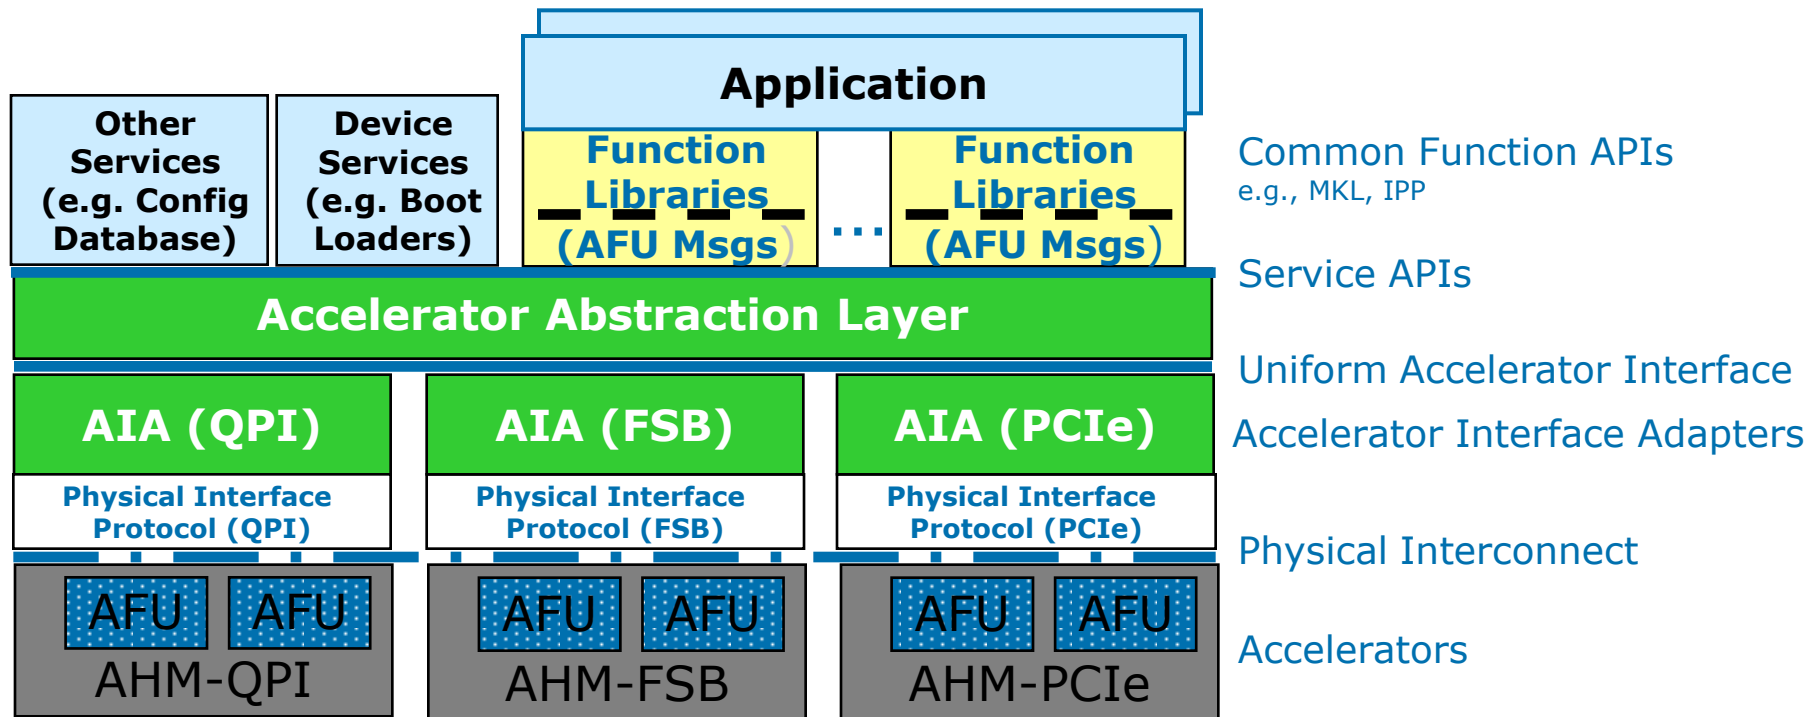 Application
Other
Services
(e.g. Config
Database)
Device
Services
(e.g. Boot
Loaders)
Function
Libraries
(AFU Msgs)
...
Function
Libraries
(AFU Msgs)
Common Function APIs
e.g., MKL, IPP
Service APIs
Accelerator Abstraction Layer
Uniform Accelerator Interface
AIA (QPI)
AIA (FSB)
AIA (PCIe)
Accelerator Interface Adapters
Physical Interface
Protocol (QPI)
Physical Interface
Protocol (FSB)
Physical Interface
Protocol (PCIe)
Physical Interconnect
AFU
AFU
AHM-QPI
AFU
AFU
AHM-FSB
AFU
AFU
AHM-PCIe
Accelerators